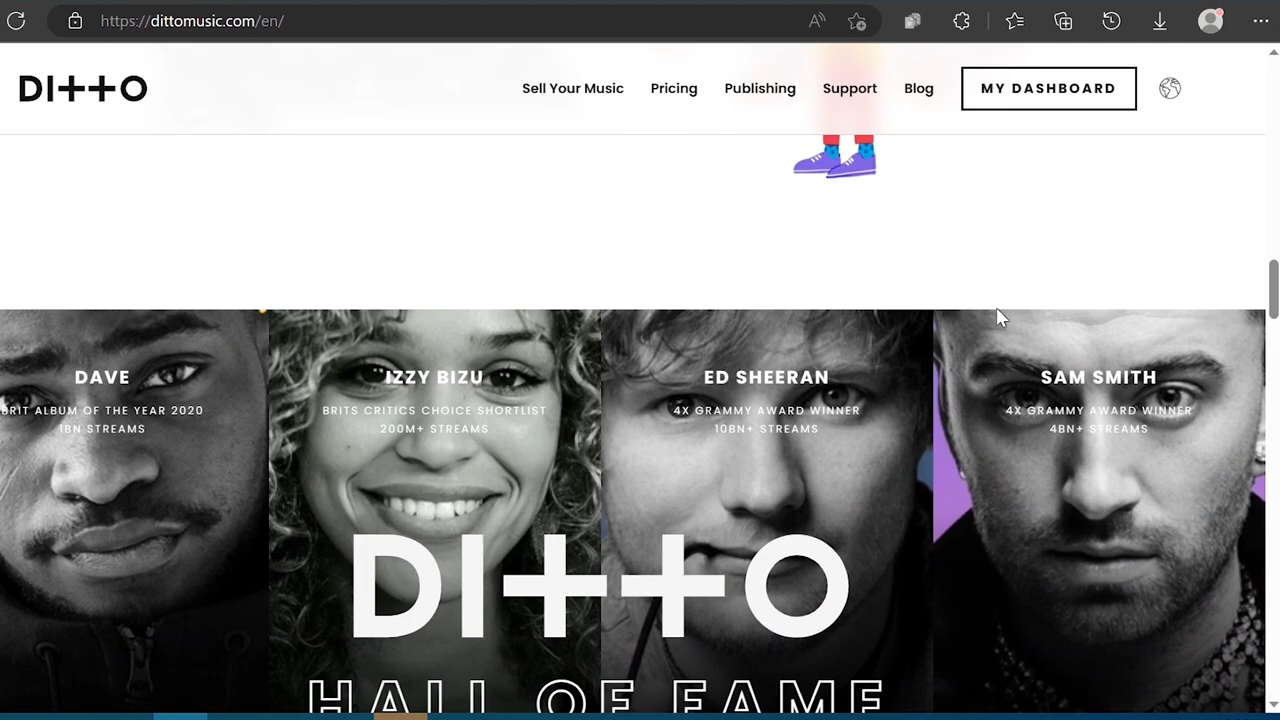 https://dittomusic.com/en/
DITTO
Sell Your Music
Pricing
Publishing
Support
Blog
MY DASHBOARD
DAVE
BRIT ALBUM OF THE YEAR 2020
1BN STREAMS
IZZY BIZU
BRITS CRITICS CHOICE SHORTLIST
200M+ STREAMS
ED SHEERAN
4X GRAMMY AWARD WINNER
10BN+ STREAMS
SAM SMITH
4X GRAMMY AWARD WINNER
4BN+ STREAMS
DITTO
HALL OF FAME